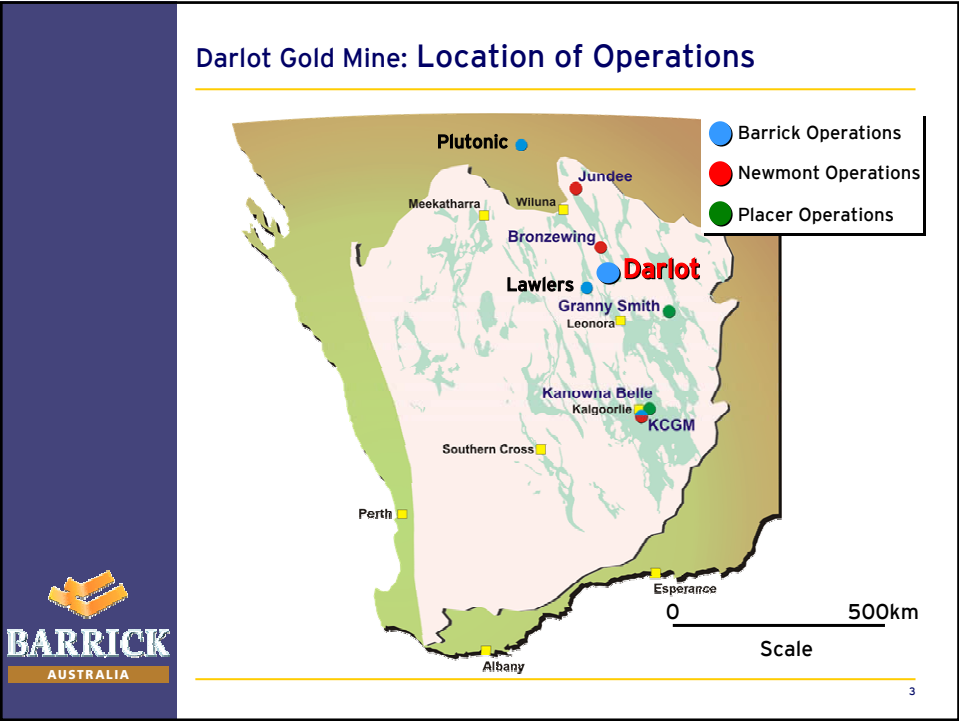 Darlot Gold Mine: Location of Operations
Barrick Operations
Newmont Operations
Placer Operations
Plutonic
Jundee
Meekatharra
Wiluna
Bronzewing
Darlot
Lawlers
Granny Smith
Leonora
Kanowna Belle
Kalgoorlie
KCGM
Southern Cross
Perth
Esperance
0 500km
Scale
Albany
BARRICK
AUSTRALIA
3